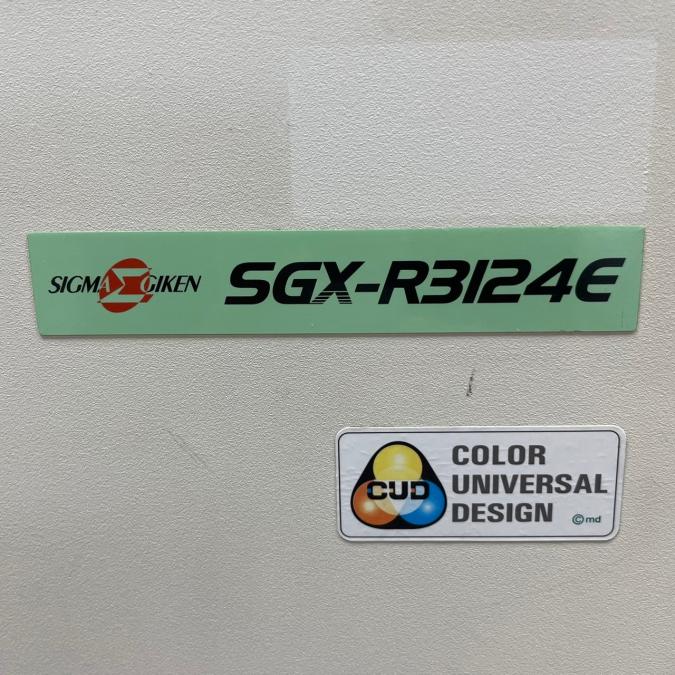 SIGMA Σ GIKEN SGX-R3124E
CUD
COLOR
UNIVERSAL
DESIGN ©md